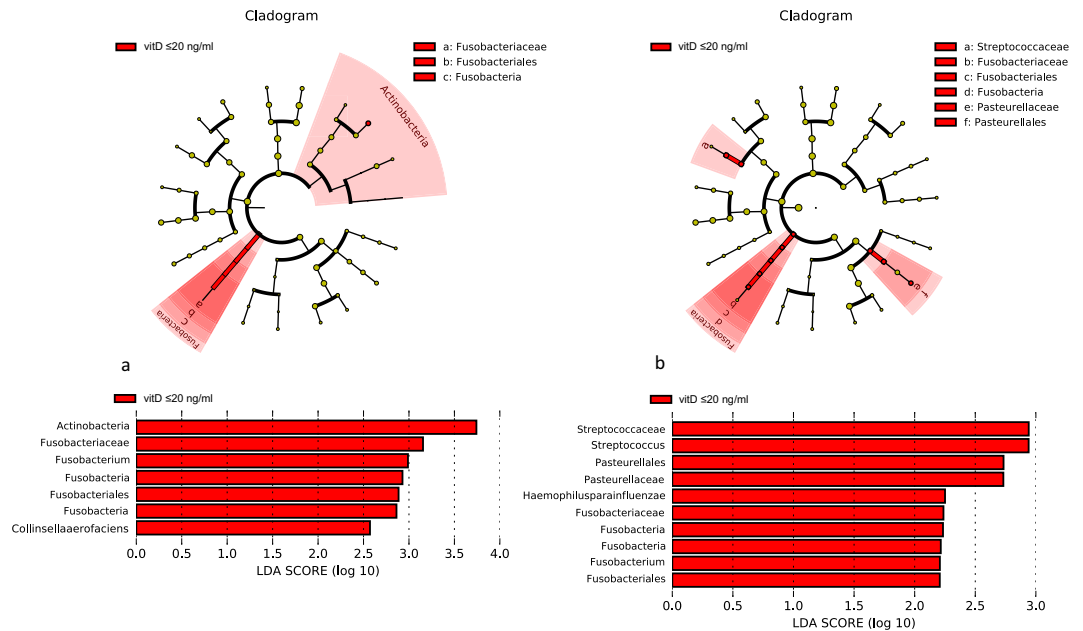 Cladogram
vitD ≤20 ng/ml
a: Fusobacteriaceae
b: Fusobacteriales
c: Fusobacteria
Actinobacteria
a
b
c
Fusobacteria
a
vitD ≤20 ng/ml
Actinobacteria
Fusobacteriaceae
Fusobacterium
Fusobacteria
Fusobacteriales
Fusobacteria
Collinsellaaerofaciens
0.0 0.5 1.0 1.5 2.0 2.5 3.0 3.5 4.0
LDA SCORE (log 10)
Cladogram
vitD ≤20 ng/ml
a: Streptococcaceae
b: Fusobacteriaceae
c: Fusobacteriales
d: Fusobacteria
e: Pasteurellaceae
f: Pasteurellales
e
b
c
d
Fusobacteria
e
f
b
vitD ≤20 ng/ml
Streptococcaceae
Streptococcus
Pasteurellales
Pasteurellaceae
Haemophilusparainfluenzae
Fusobacteriaceae
Fusobacteria
Fusobacteria
Fusobacterium
Fusobacteriales
0.0 0.5 1.0 1.5 2.0 2.5 3.0
LDA SCORE (log 10)